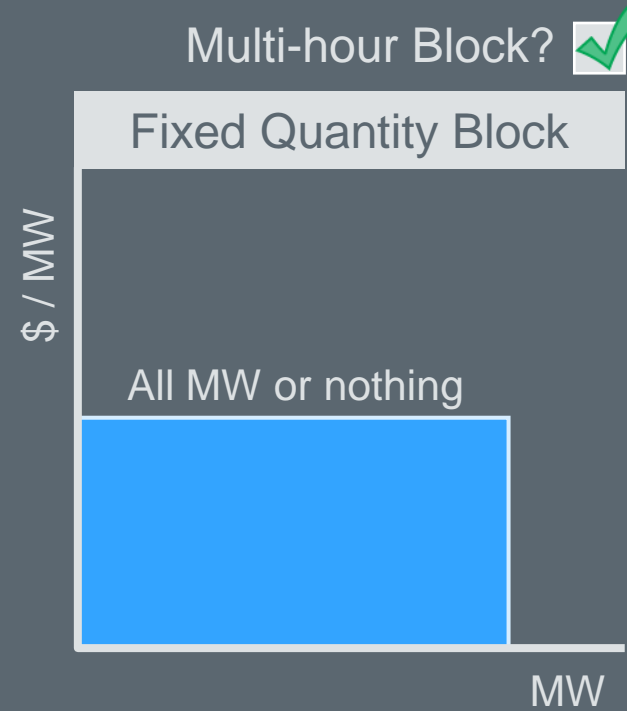 Multi-hour Block?
Fixed Quantity Block
$ / MW
All MW or nothing
MW